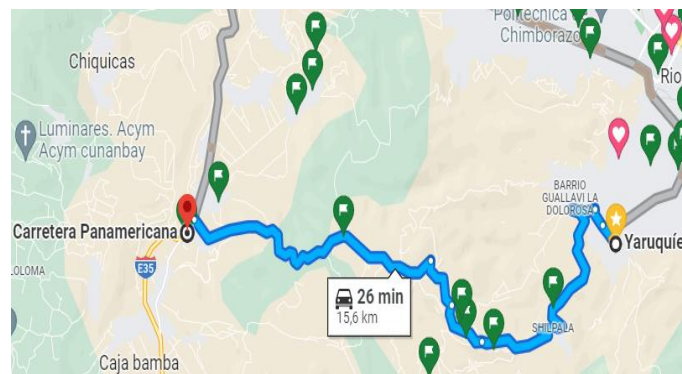 Politécnica
Chimborazo
Chiquicas
Rio
Luminares. Acym
Acym cunanbay
BARRIO
GUALLAVI LA
DOLOROSA
Carretera Panamericana
Yaruquíe
E35
OLOMA
26 min
15,6 km
SHILPALA
Caja bamba